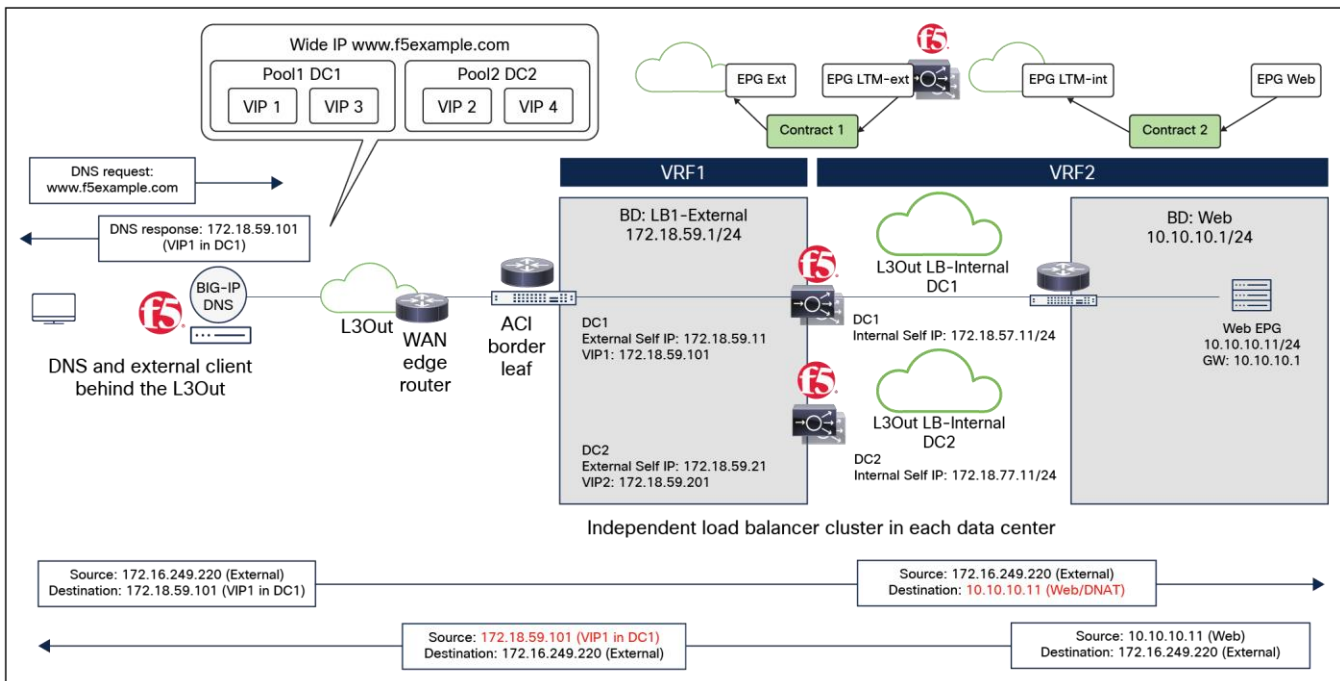 Wide IP www.f5example.com
Pool1 DC1
VIP 1
VIP 3
Pool2 DC2
VIP 2
VIP 4
f5
EPG Ext
EPG LTM-ext
EPG LTM-int
EPG Web
Contract 1
Contract 2
DNS request:
www.f5example.com
DNS response: 172.18.59.101
(VIP1 in DC1)
VRF1
VRF2
BD: LB1-External
172.18.59.1/24
BD: Web
10.10.10.1/24
f5
BIG-IP
DNS
DNS and external client
behind the L3Out
L3Out
WAN
edge
router
ACI
border
leaf
f5
L3Out LB-Internal
DC1
DC1
External Self IP: 172.18.59.11
VIP1: 172.18.59.101
DC1
Internal Self IP: 172.18.57.11/24
Web EPG
10.10.10.11/24
GW: 10.10.10.1
f5
L3Out LB-Internal
DC2
DC2
External Self IP: 172.18.59.21
VIP2: 172.18.59.201
DC2
Internal Self IP: 172.18.77.11/24
Independent load balancer cluster in each data center
Source: 172.16.249.220 (External)
Destination: 172.18.59.101 (VIP1 in DC1)
Source: 172.16.249.220 (External)
Destination: 10.10.10.11 (Web/DNAT)
Source: 172.18.59.101 (VIP1 in DC1)
Destination: 172.16.249.220 (External)
Source: 10.10.10.11 (Web)
Destination: 172.16.249.220 (External)